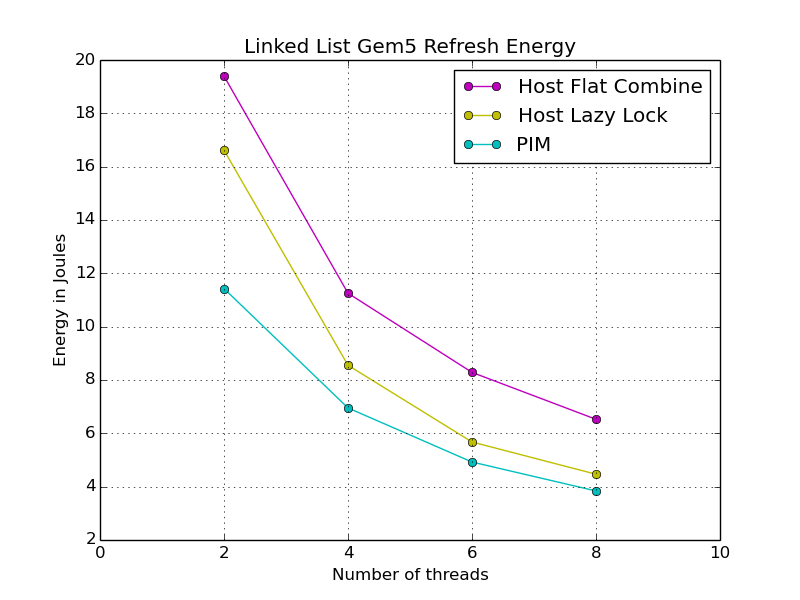 Linked List Gem5 Refresh Energy
Host Flat Combine
Host Lazy Lock
PIM
Energy in Joules
20
18
16
14
12
10
8
6
4
2
0 2 4 6 8 10
Number of threads